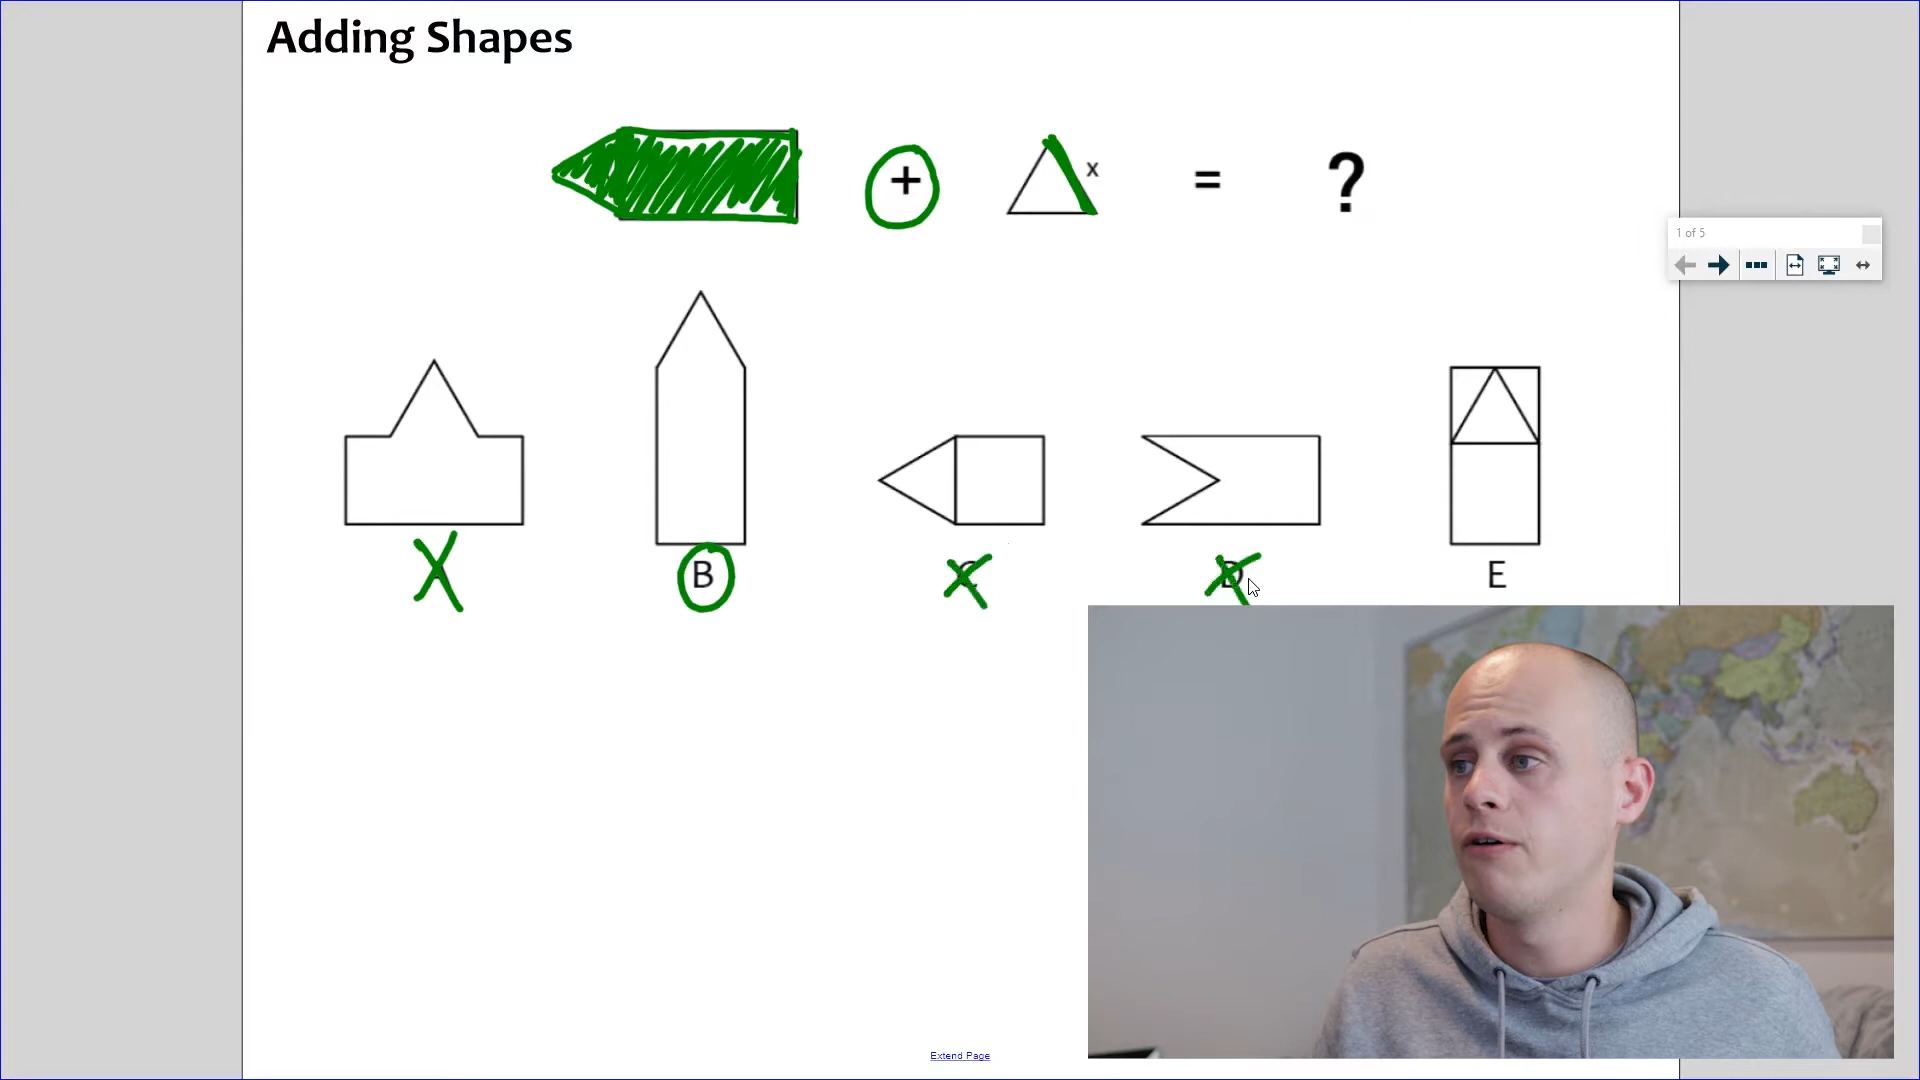 Adding Shapes
+ x = ?
1 of 5
B D E
Extend Page